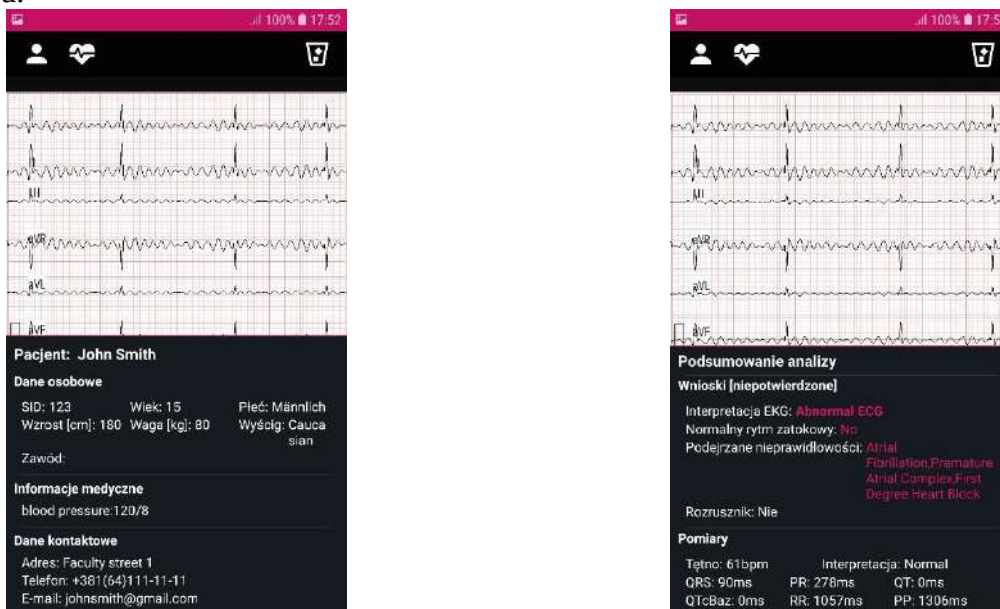 a.
100% 17:52
II
aVR
aVL
aVF
Pacjent: John Smith
Dane osobowe
SID: 123 Wiek: 15 Płeć: Männlich
Wzrost [cm]: 180 Waga [kg]: 80 Wyścig: Cauca
sian
Zawód:
Informacje medyczne
blood pressure:120/8
Dane kontaktowe
Adres: Faculty street 1
Telefon: +381(64)111-11-11
E-mail: johnsmith@gmail.com
100% 17:5
aVR
aVL
aVF
Podsumowanie analizy
Wnioski [niepotwierdzone]
Interpretacja EKG: Abnormal ECG
Normalny rytm zatokowy: No
Podejrzane nieprawidłowości: Atrial
Fibrillation,Premature
Atrial Complex,First
Degree Heart Block
Rozrusznik: Nie
Pomiary
Tętno: 61bpm Interpretacja: Normal
QRS: 90ms PR: 278ms QT: 0ms
QTcBaz: 0ms RR: 1057ms PP: 1306ms